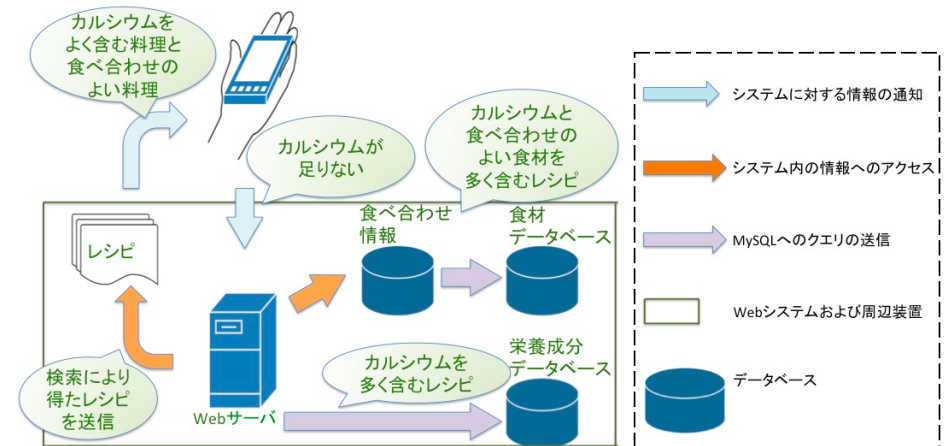 カルシウムを
よく含む料理と
食べ合わせの
よい料理
カルシウムが
足りない
カルシウムと
食べ合わせの
よい食材を
多く含むレシピ
レシピ
食べ合わせ
情報
食材
データベース
検索により
得たレシピ
を送信
Webサーバ
カルシウムを
多く含むレシピ
栄養成分
データベース
システムに対する情報の通知
システム内の情報へのアクセス
MySQLへのクエリの送信
Webシステムおよび周辺装置
データベース